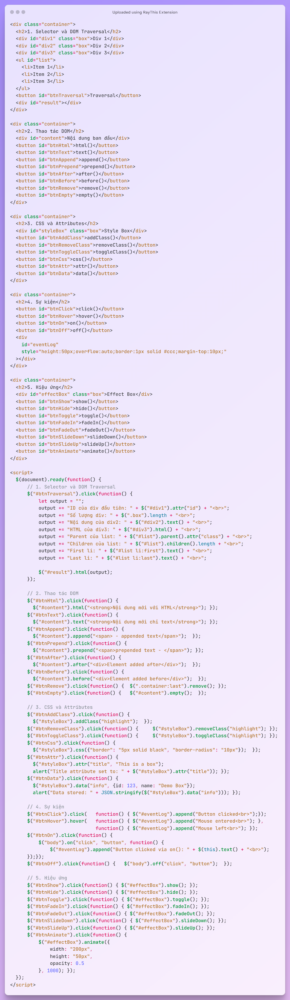 Uploaded using RayThis Extension
<div class="container">
  <h2>1. Selector và DOM Traversal</h2>
  <div id="div1" class="box">Div 1</div>
  <div id="div2" class="box">Div 2</div>
  <div id="div3" class="box">Div 3</div>
  <ul id="list">
    <li>Item 1</li>
    <li>Item 2</li>
    <li>Item 3</li>
  </ul>
  <button id="btnTraversal">Traversal</button>
  <div id="result"></div>
</div>

<div class="container">
  <h2>2. Thao tác DOM</h2>
  <div id="content">Nội dung ban đầu</div>
  <button id="btnHtml">html()</button>
  <button id="btnText">text()</button>
  <button id="btnAppend">append()</button>
  <button id="btnPrepend">prepend()</button>
  <button id="btnAfter">after()</button>
  <button id="btnBefore">before()</button>
  <button id="btnRemove">remove()</button>
  <button id="btnEmpty">empty()</button>
</div>

<div class="container">
  <h2>3. CSS và Attributes</h2>
  <div id="styleBox" class="box">Style Box</div>
  <button id="btnAddClass">addClass()</button>
  <button id="btnRemoveClass">removeClass()</button>
  <button id="btnToggleClass">toggleClass()</button>
  <button id="btnCss">css()</button>
  <button id="btnAttr">attr()</button>
  <button id="btnData">data()</button>
</div>

<div class="container">
  <h2>4. Sự kiện</h2>
  <button id="btnClick">click()</button>
  <button id="btnHover">hover()</button>
  <button id="btnOn">on()</button>
  <button id="btnOff">off()</button>
  <div
    id="eventLog"
    style="height:50px;overflow:auto;border:1px solid #ccc;margin-top:10px;"
  ></div>
</div>

<div class="container">
  <h2>5. Hiệu ứng</h2>
  <div id="effectBox" class="box">Effect Box</div>
  <button id="btnShow">show()</button>
  <button id="btnHide">hide()</button>
  <button id="btnToggle">toggle()</button>
  <button id="btnFadeIn">fadeIn()</button>
  <button id="btnFadeOut">fadeOut()</button>
  <button id="btnSlideDown">slideDown()</button>
  <button id="btnSlideUp">slideUp()</button>
  <button id="btnAnimate">animate()</button>
</div>

<script>
  $(document).ready(function() {
      // 1. Selector và DOM Traversal
      $("#btnTraversal").click(function() {
          let output = "";
          output += "ID của div đầu tiên: " + $("#div1").attr("id") + "<br>";
          output += "Số lượng div: " + $(".box").length + "<br>";
          output += "Nội dung của div2: " + $("#div2").text() + "<br>";
          output += "HTML của div3: " + $("#div3").html() + "<br>";
          output += "Parent của list: " + $("#list").parent().attr("class") + "<br>";
          output += "Children của list: " + $("#list").children().length + "<br>";
          output += "First li: " + $("#list li:first").text() + "<br>";
          output += "Last li: " + $("#list li:last").text() + "<br>";

          $("#result").html(output);
      });

      // 2. Thao tác DOM
      $("#btnHtml").click(function() {
        $("#content").html("<strong>Nội dung mới với HTML</strong>"); });
      $("#btnText").click(function() {
        $("#content").text("<strong>Nội dung mới chỉ text</strong>"); });
      $("#btnAppend").click(function() {
        $("#content").append("<span> - appended text</span>");  });
      $("#btnPrepend").click(function() {
        $("#content").prepend("<span>prepended text - </span>"); });
      $("#btnAfter").click(function() {
        $("#content").after("<div>Element added after</div>");  });
      $("#btnBefore").click(function() {
        $("#content").before("<div>Element added before</div>");  });
      $("#btnRemove").click(function() {  $(".container:last").remove(); });
      $("#btnEmpty").click(function() {   $("#content").empty();  });

      // 3. CSS và Attributes
      $("#btnAddClass").click(function() {
        $("#styleBox").addClass("highlight");  });
      $("#btnRemoveClass").click(function() {     $("#styleBox").removeClass("highlight"); });
      $("#btnToggleClass").click(function() {     $("#styleBox").toggleClass("highlight"); });
      $("#btnCss").click(function() {
        $("#styleBox").css({"border": "5px solid black", "border-radius": "10px"});  });
      $("#btnAttr").click(function() {
        $("#styleBox").attr("title", "This is a box");
        alert("Title attribute set to: " + $("#styleBox").attr("title")); });
      $("#btnData").click(function() {
        $("#styleBox").data("info", {id: 123, name: "Demo Box"});
        alert("Data stored: " + JSON.stringify($("#styleBox").data("info"))); });

      // 4. Sự kiện
      $("#btnClick").click(   function() { $("#eventLog").append("Button clicked<br>");});
      $("#btnHover").hover(   function() { $("#eventLog").append("Mouse entered<br>"); },
                              function() { $("#eventLog").append("Mouse left<br>"); });
      $("#btnOn").click(function() {
          $("body").on("click", "button", function() {
              $("#eventLog").append("Button clicked via on(): " + $(this).text() + "<br>");
      });});
      $("#btnOff").click(function() {   $("body").off("click", "button");  });

      // 5. Hiệu ứng
      $("#btnShow").click(function() { $("#effectBox").show(); });
      $("#btnHide").click(function() { $("#effectBox").hide(); });
      $("#btnToggle").click(function() { $("#effectBox").toggle(); });
      $("#btnFadeIn").click(function() { $("#effectBox").fadeIn(); });
      $("#btnFadeOut").click(function() { $("#effectBox").fadeOut(); });
      $("#btnSlideDown").click(function() { $("#effectBox").slideDown(); });
      $("#btnSlideUp").click(function() { $("#effectBox").slideUp(); });
      $("#btnAnimate").click(function() {
          $("#effectBox").animate({
              width: "200px",
              height: "50px",
              opacity: 0.5
          }, 1000); });
  });
</script>